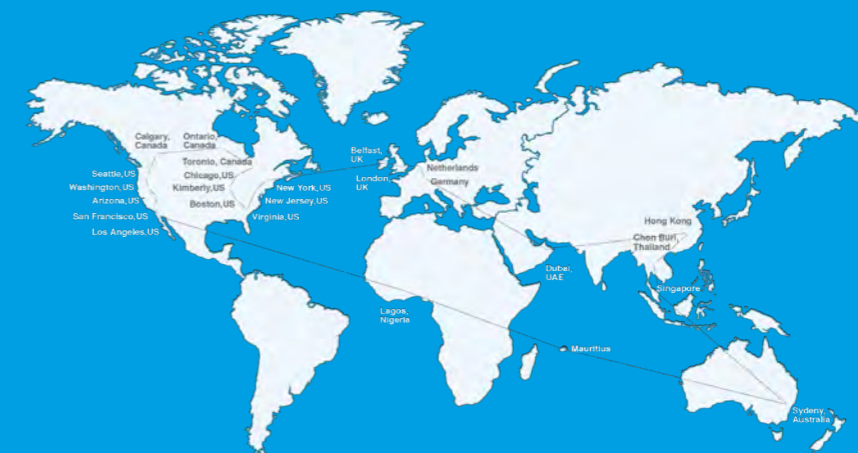 Calgary,
Canada
Ontario,
Canada
Toronio, Canada
Seattle,US
Chicago,US
Washington,US
Kimberly,US
New York,US
Arizona,US
Boston,US
New Jersey,US
San Francisco,US
Virginia,US
Los Angeles,US
Belfast,
UK
London,
UK
Netherlands
Germany
Hong Kong
Chen Buri,
Thailand
Dubai,
UAE
Singapore
Lagos,
Nigeria
Mauritius
Sydeny,
Australia